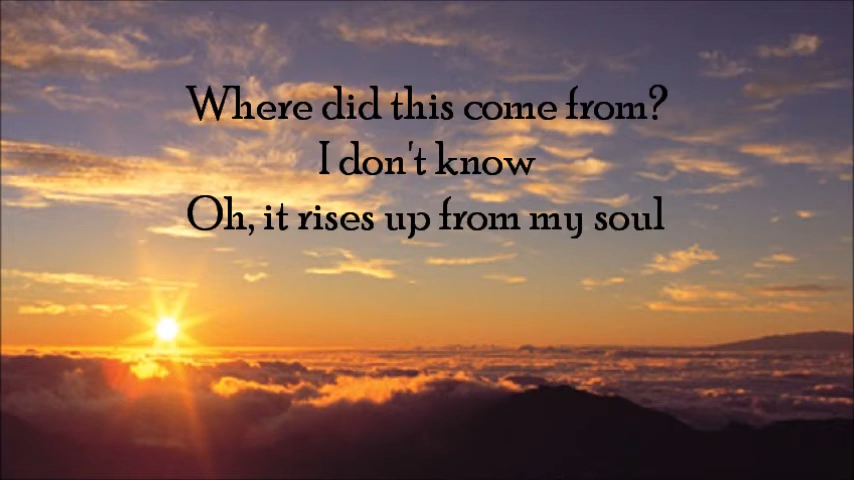 Where did this come from?
I don't know
Oh, it rises up from my soul